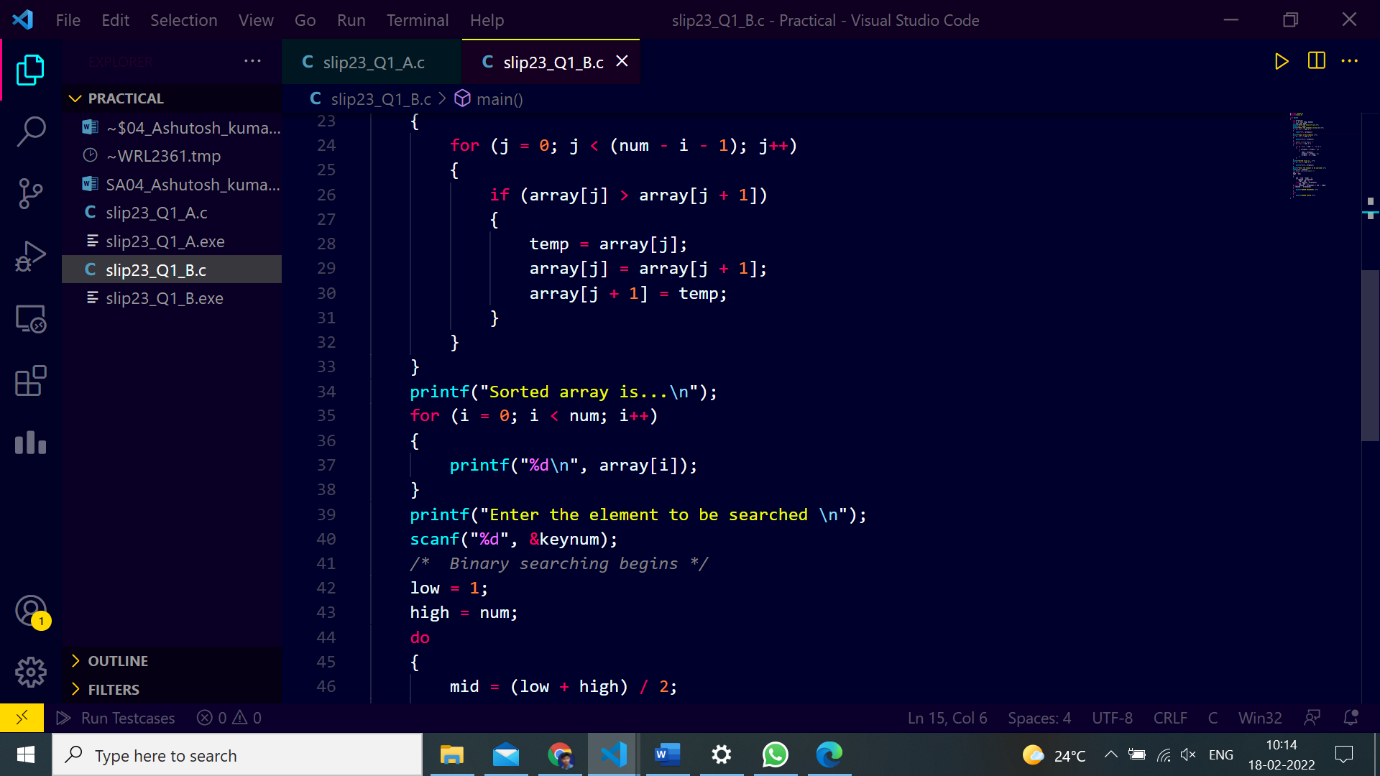 File Edit Selection View Go Run Terminal Help slip23_Q1_B.c - Practical - Visual Studio Code
EXPLORER
C slip23_Q1_A.c C slip23_Q1_B.c
C slip23_Q1_B.c > main()
PRACTICAL
~$04_Ashutosh_kuma...
~WRL2361.tmp
SA04_Ashutosh_kuma...
C slip23_Q1_A.c
slip23_Q1_A.exe
C slip23_Q1_B.c
slip23_Q1_B.exe
OUTLINE
FILTERS
1
23 {
24 for (j = 0; j < (num - i - 1); j++)
25 {
26 if (array[j] > array[j + 1])
27 {
28 temp = array[j];
29 array[j] = array[j + 1];
30 array[j + 1] = temp;
31 }
32 }
33 }
34 printf("Sorted array is...\n");
35 for (i = 0; i < num; i++)
36 {
37 printf("%d\n", array[i]);
38 }
39 printf("Enter the element to be searched \n");
40 scanf("%d", &keynum);
41 /*  Binary searching begins */
42 low = 1;
43 high = num;
44 do
45 {
46 mid = (low + high) / 2;
Run Testcases 0 0 Ln 15, Col 6 Spaces: 4 UTF-8 CRLF C Win32
Type here to search
24°C ENG
10:14
18-02-2022